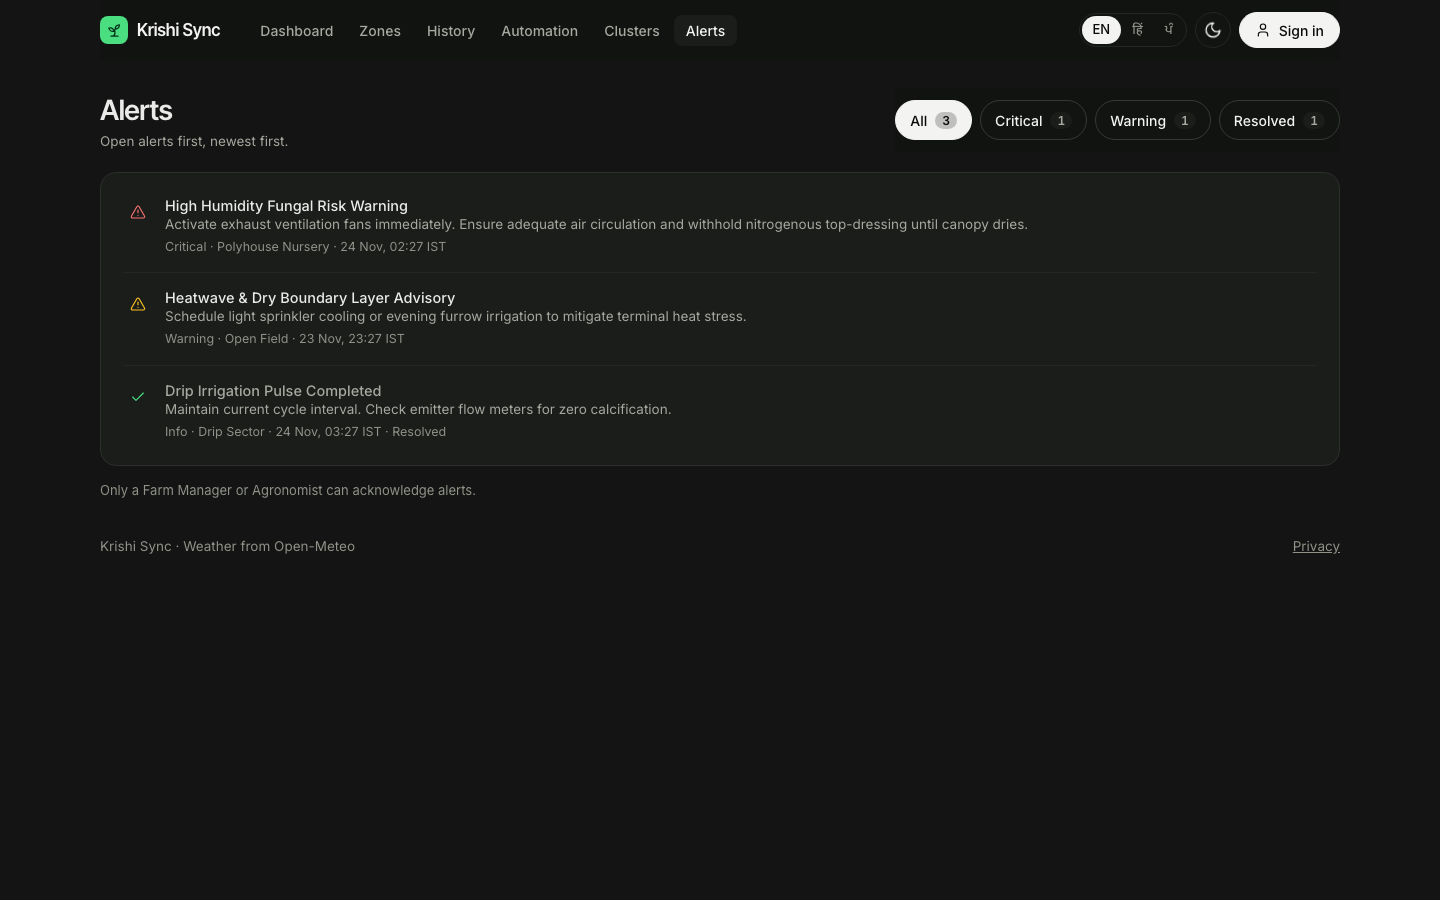 Krishi Sync
Dashboard Zones History Automation Clusters Alerts
EN हिं ਪੰ Sign in
Alerts
Open alerts first, newest first.
All 3 Critical 1 Warning 1 Resolved 1
High Humidity Fungal Risk Warning
Activate exhaust ventilation fans immediately. Ensure adequate air circulation and withhold nitrogenous top-dressing until canopy dries.
Critical · Polyhouse Nursery · 24 Nov, 02:27 IST
Heatwave & Dry Boundary Layer Advisory
Schedule light sprinkler cooling or evening furrow irrigation to mitigate terminal heat stress.
Warning · Open Field · 23 Nov, 23:27 IST
Drip Irrigation Pulse Completed
Maintain current cycle interval. Check emitter flow meters for zero calcification.
Info · Drip Sector · 24 Nov, 03:27 IST · Resolved
Only a Farm Manager or Agronomist can acknowledge alerts.
Krishi Sync · Weather from Open-Meteo
Privacy